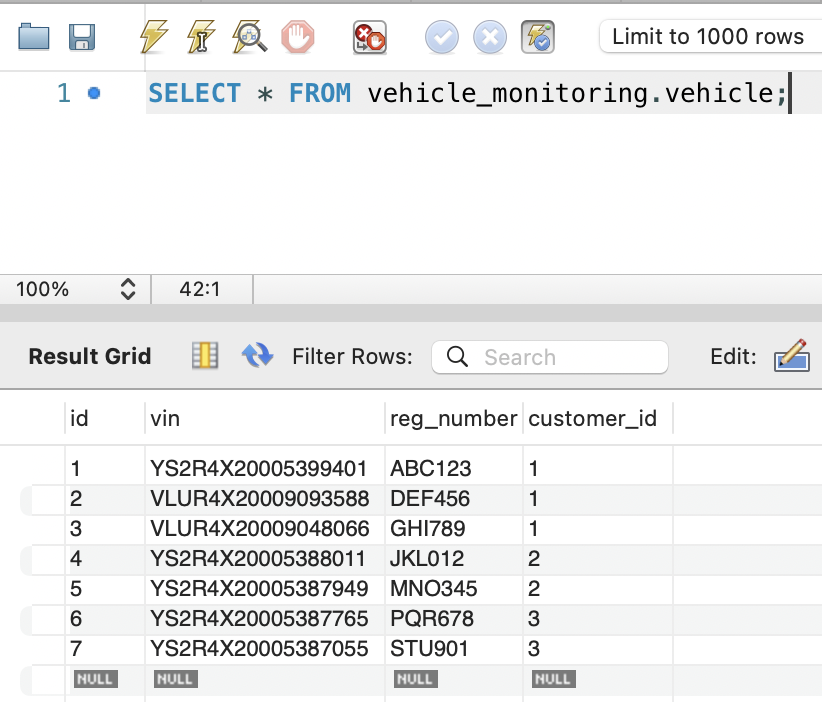 Limit to 1000 rows
1 SELECT * FROM vehicle_monitoring.vehicle;
100% 42:1
Result Grid Filter Rows: Search Edit:
id vin reg_number customer_id
1 YS2R4X20005399401 ABC123 1
2 VLUR4X20009093588 DEF456 1
3 VLUR4X20009048066 GHI789 1
4 YS2R4X20005388011 JKL012 2
5 YS2R4X20005387949 MNO345 2
6 YS2R4X20005387765 PQR678 3
7 YS2R4X20005387055 STU901 3
NULL NULL NULL NULL